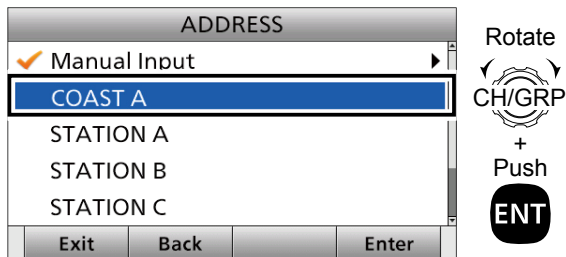 ADDRESS
Manual Input
COAST A
STATION A
STATION B
STATION C
Exit Back Enter
Rotate
CH/GRP
+
Push
ENT